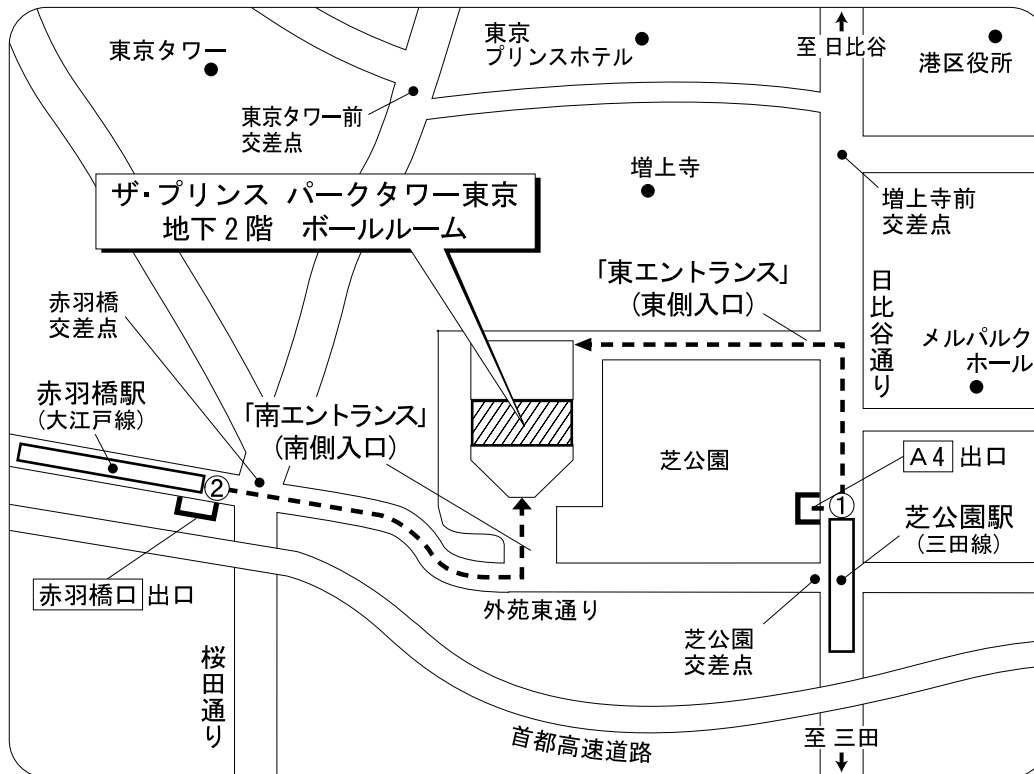 東京タワー
東京
プリンスホテル
至 日比谷
港区役所
東京タワー前
交差点
増上寺
ザ・プリンス パークタワー東京
地下2階 ボールルーム
増上寺前
交差点
「東エントランス」
(東側入口)
日比谷通り
赤羽橋
交差点
メルパルク
ホール
赤羽橋駅
(大江戸線)
「南エントランス」
(南側入口)
芝公園
A4 出口
②
①
芝公園駅
(三田線)
赤羽橋口 出口
外苑東通り
芝公園
交差点
桜田通り
首都高速道路
至 三田